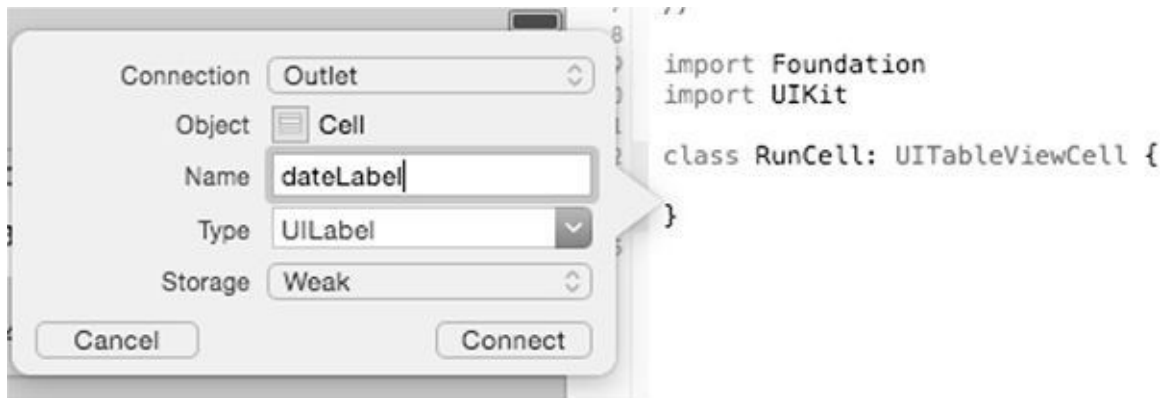 Connection Outlet
Object Cell
Name dateLabel
Type UILabel
Storage Weak
Cancel Connect
8
import Foundation
import UIKit
class RunCell: UITableViewCell {
}